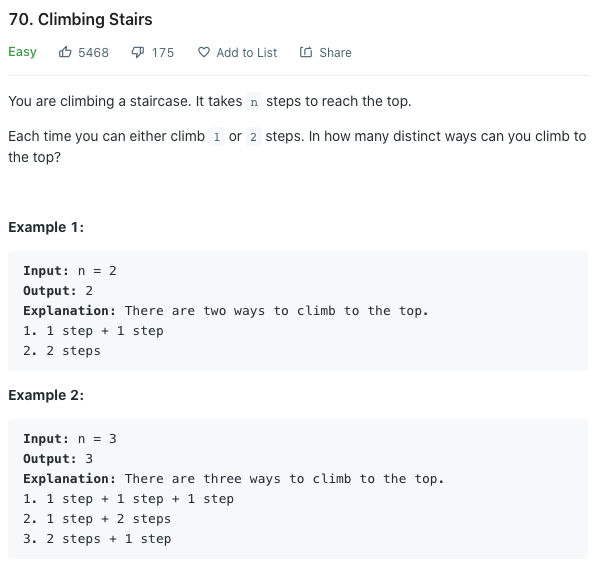 70. Climbing Stairs
Easy 5468 175 Add to List Share
You are climbing a staircase. It takes n steps to reach the top.
Each time you can either climb 1 or 2 steps. In how many distinct ways can you climb to
the top?
Example 1:
Input: n = 2
Output: 2
Explanation: There are two ways to climb to the top.
1. 1 step + 1 step
2. 2 steps
Example 2:
Input: n = 3
Output: 3
Explanation: There are three ways to climb to the top.
1. 1 step + 1 step + 1 step
2. 1 step + 2 steps
3. 2 steps + 1 step